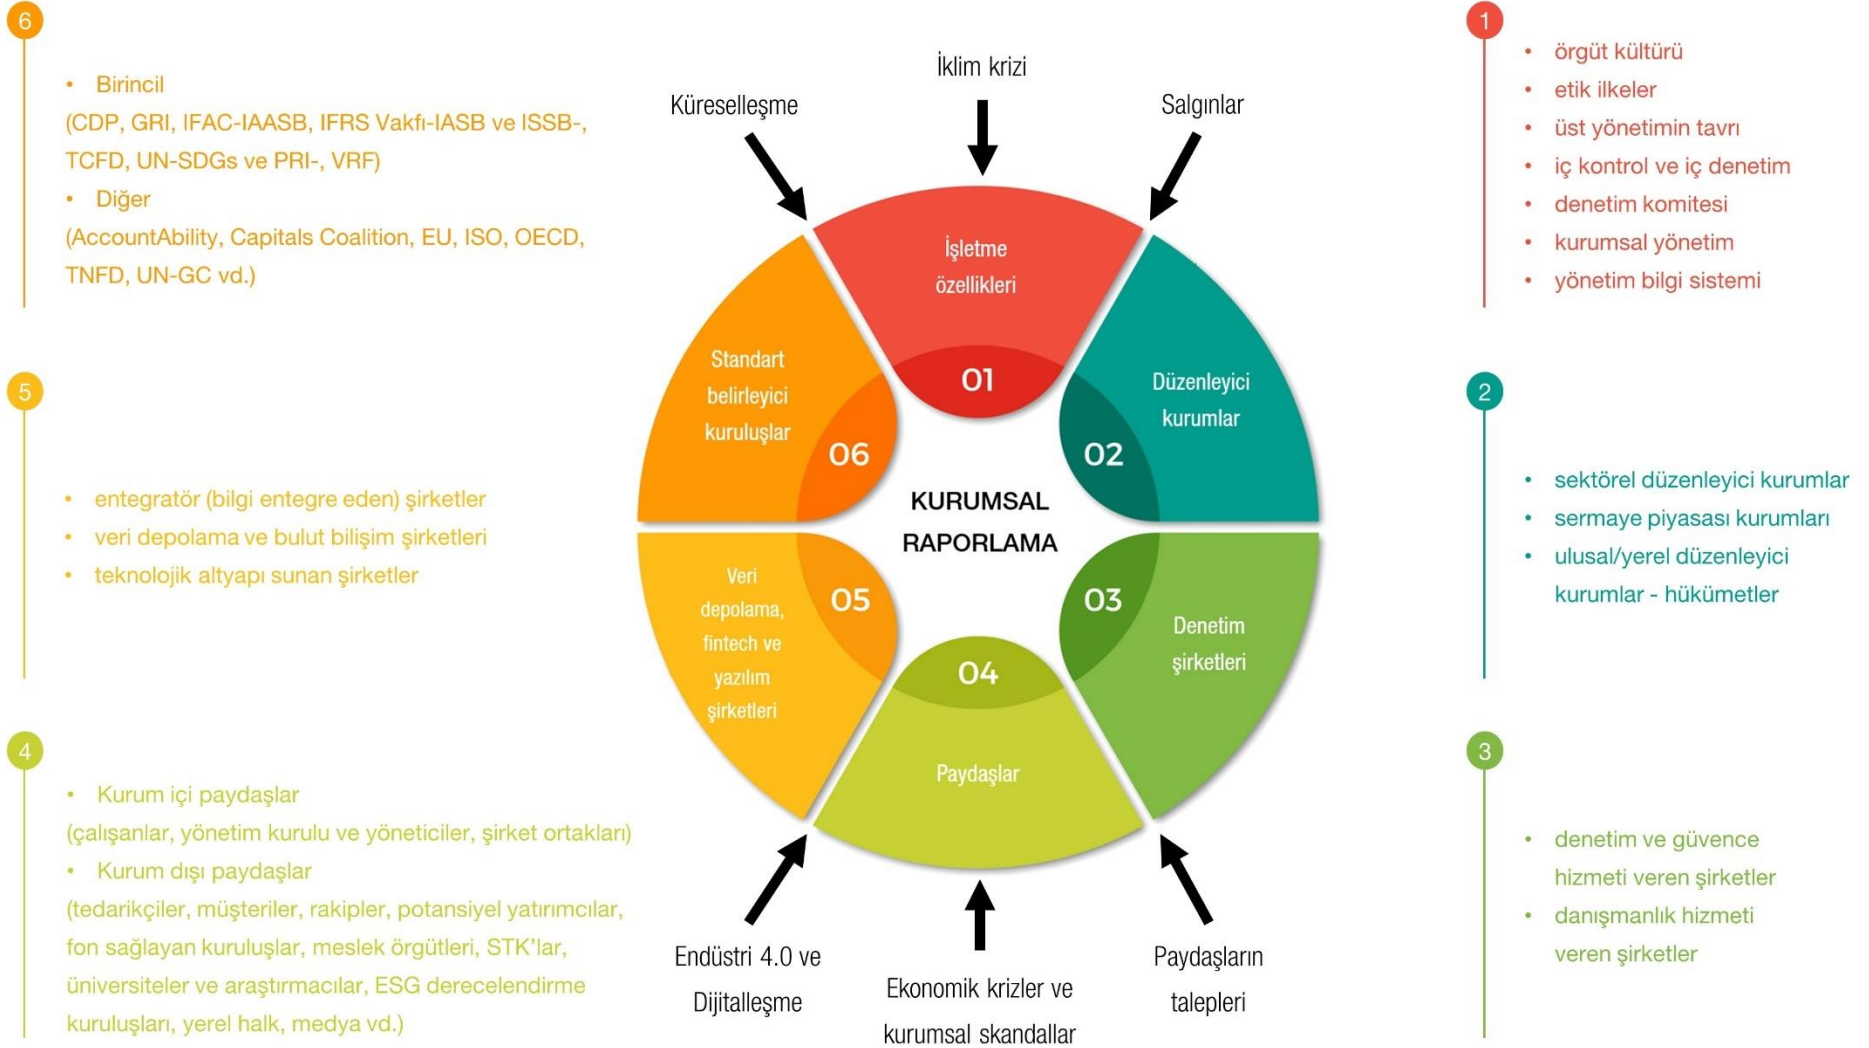 6
• Birincil
(CDP, GRI, IFAC-IAASB, IFRS Vakfı-IASB ve ISSB-,
TCFD, UN-SDGs ve PRI-, VRF)
• Diğer
(AccountAbility, Capitals Coalition, EU, ISO, OECD,
TNFD, UN-GC vd.)
5
• entegratör (bilgi entegre eden) şirketler
• veri depolama ve bulut bilişim şirketleri
• teknolojik altyapı sunan şirketler
4
• Kurum içi paydaşlar
(çalışanlar, yönetim kurulu ve yöneticiler, şirket ortakları)
• Kurum dışı paydaşlar
(tedarikçiler, müşteriler, rakipler, potansiyel yatırımcılar,
fon sağlayan kuruluşlar, meslek örgütleri, STK'lar,
üniversiteler ve araştırmacılar, ESG derecelendirme
kuruluşları, yerel halk, medya vd.)
Küreselleşme
İklim krizi
Salgınlar
İşletme
özellikleri
01
Düzenleyici
kurumlar
02
Denetim
şirketleri
03
Paydaşlar
04
Veri
depolama,
fintech ve
yazılım
şirketleri
05
Standart
belirleyici
kuruluşlar
06
KURUMSAL
RAPORLAMA
Endüstri 4.0 ve
Dijitalleşme
Ekonomik krizler ve
kurumsal skandallar
Paydaşların
talepleri
1
• örgüt kültürü
• etik ilkeler
• üst yönetimin tavrı
• iç kontrol ve iç denetim
• denetim komitesi
• kurumsal yönetim
• yönetim bilgi sistemi
2
• sektörel düzenleyici kurumlar
• sermaye piyasası kurumları
• ulusal/yerel düzenleyici
kurumlar - hükümetler
3
• denetim ve güvence
hizmeti veren şirketler
• danışmanlık hizmeti
veren şirketler